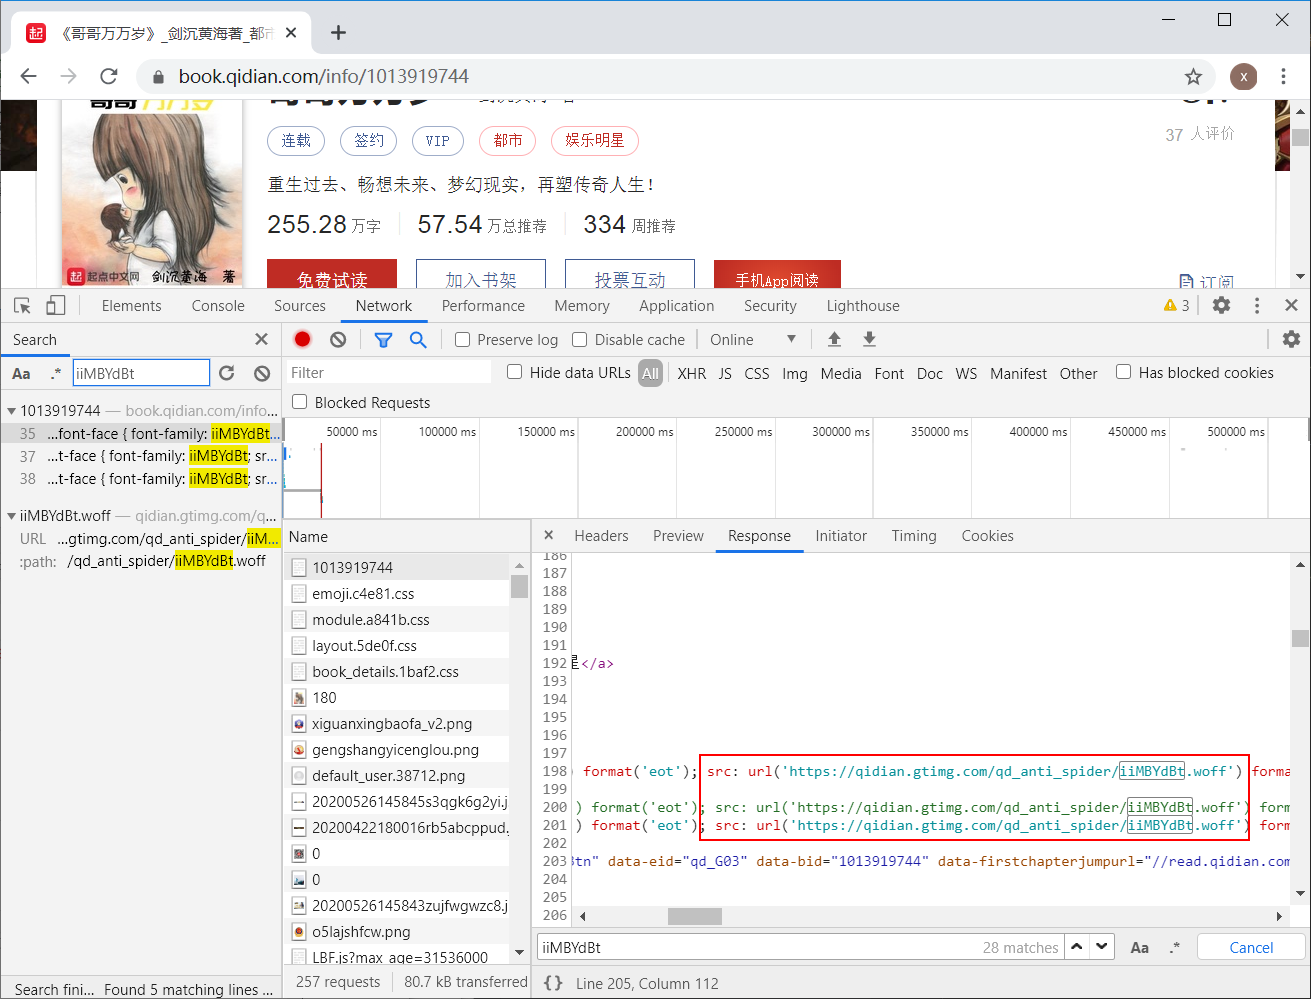 《哥哥万万岁》_剑沉黄海著_都市
book.qidian.com/info/1013919744
x
连载 签约 VIP 都市 娱乐明星
37 人评价
重生过去、畅想未来、梦幻现实，再塑传奇人生！
255.28 万字 57.54 万总推荐 334 周推荐
起点中文网 剑沉黄海 著
免费试读 加入书架 投票互动 手机App阅读 订阅
Elements Console Sources Network Performance Memory Application Security Lighthouse 3
Search
Preserve log Disable cache Online
Aa .* iiMBYdBt
Filter Hide data URLs All XHR JS CSS Img Media Font Doc WS Manifest Other Has blocked cookies
Blocked Requests
1013919744 — book.qidian.com/info...
35 ...font-face { font-family: iiMBYdBt...
37 ...t-face { font-family: iiMBYdBt; sr...
38 ...t-face { font-family: iiMBYdBt; sr...
iiMBYdBt.woff — qidian.gtimg.com/q...
URL ...gtimg.com/qd_anti_spider/iiM...
:path: /qd_anti_spider/iiMBYdBt.woff
50000 ms 100000 ms 150000 ms 200000 ms 250000 ms 300000 ms 350000 ms 400000 ms 450000 ms 500000 ms
Name
1013919744
emoji.c4e81.css
module.a841b.css
layout.5de0f.css
book_details.1baf2.css
180
xiguanxingbaofa_v2.png
gengshangyicenglou.png
default_user.38712.png
20200526145845s3qgk6g2yi.j
20200422180016rb5abcppud.
0
0
20200526145843zujfwgwzc8.j
o5lajshfcw.png
LBF.js?max_age=31536000
257 requests 80.7 kB transferred
Headers Preview Response Initiator Timing Cookies
186
187
188
189
190
191
192 </a>
193
194
195
196
197
198 ) format('eot'); src: url('https://qidian.gtimg.com/qd_anti_spider/iiMBYdBt.woff') forma
199
200 ) format('eot'); src: url('https://qidian.gtimg.com/qd_anti_spider/iiMBYdBt.woff') form
201 ) format('eot'); src: url('https://qidian.gtimg.com/qd_anti_spider/iiMBYdBt.woff') form
202
203 Btn" data-eid="qd_G03" data-bid="1013919744" data-firstchapterjumpurl="//read.qidian.com
204
205
206
iiMBYdBt 28 matches Aa .* Cancel
Search fini... Found 5 matching lines ...
{} Line 205, Column 112